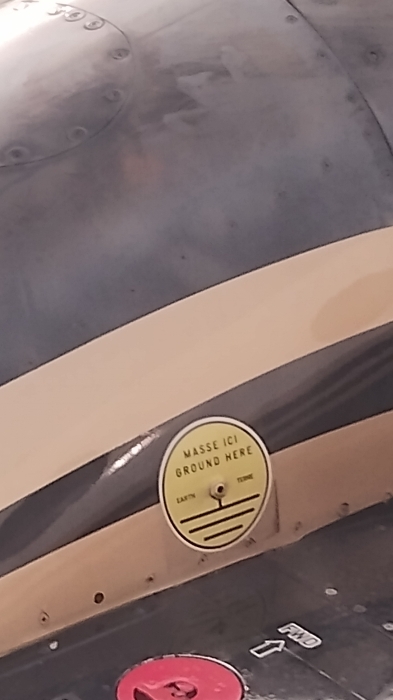 MASSE ICI
GROUND HERE
EARTH TERRE
FWD